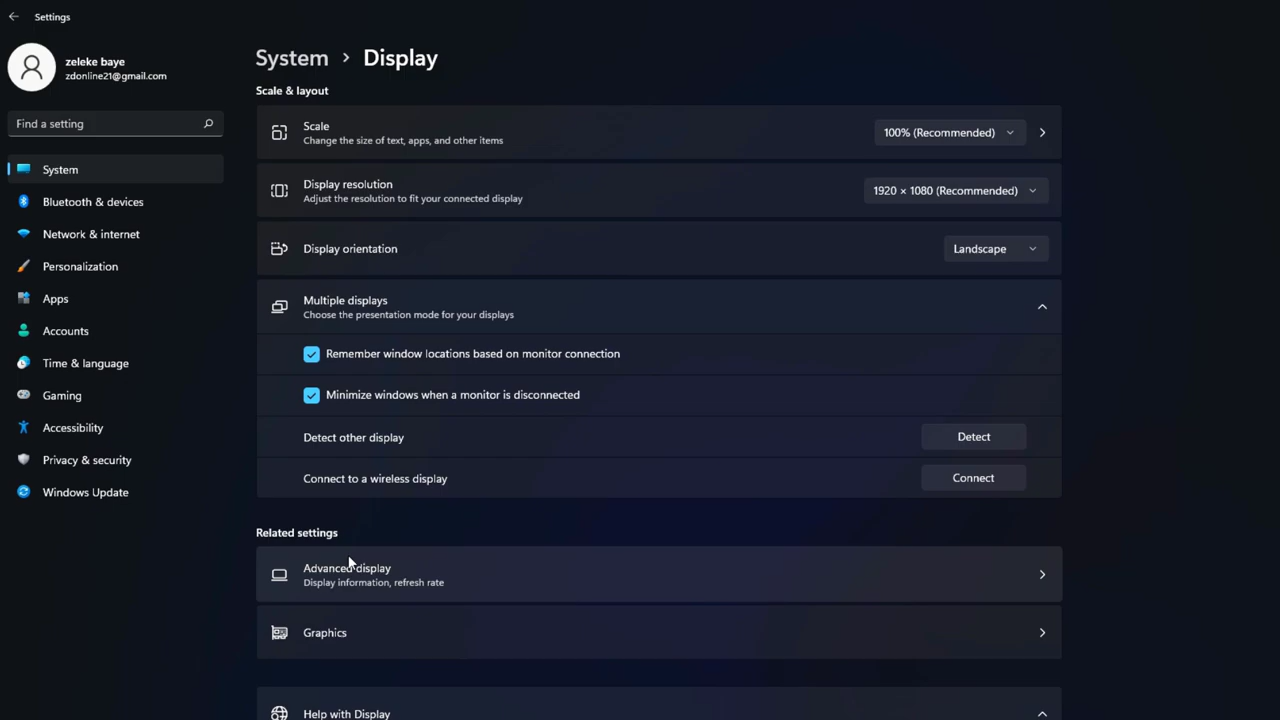 Settings
zeleke baye
zdonline21@gmail.com
Find a setting
System
Bluetooth & devices
Network & internet
Personalization
Apps
Accounts
Time & language
Gaming
Accessibility
Privacy & security
Windows Update
System > Display
Scale & layout
Scale
Change the size of text, apps, and other items
100% (Recommended)
Display resolution
Adjust the resolution to fit your connected display
1920 × 1080 (Recommended)
Display orientation
Landscape
Multiple displays
Choose the presentation mode for your displays
Remember window locations based on monitor connection
Minimize windows when a monitor is disconnected
Detect other display
Detect
Connect to a wireless display
Connect
Related settings
Advanced display
Display information, refresh rate
Graphics
Help with Display